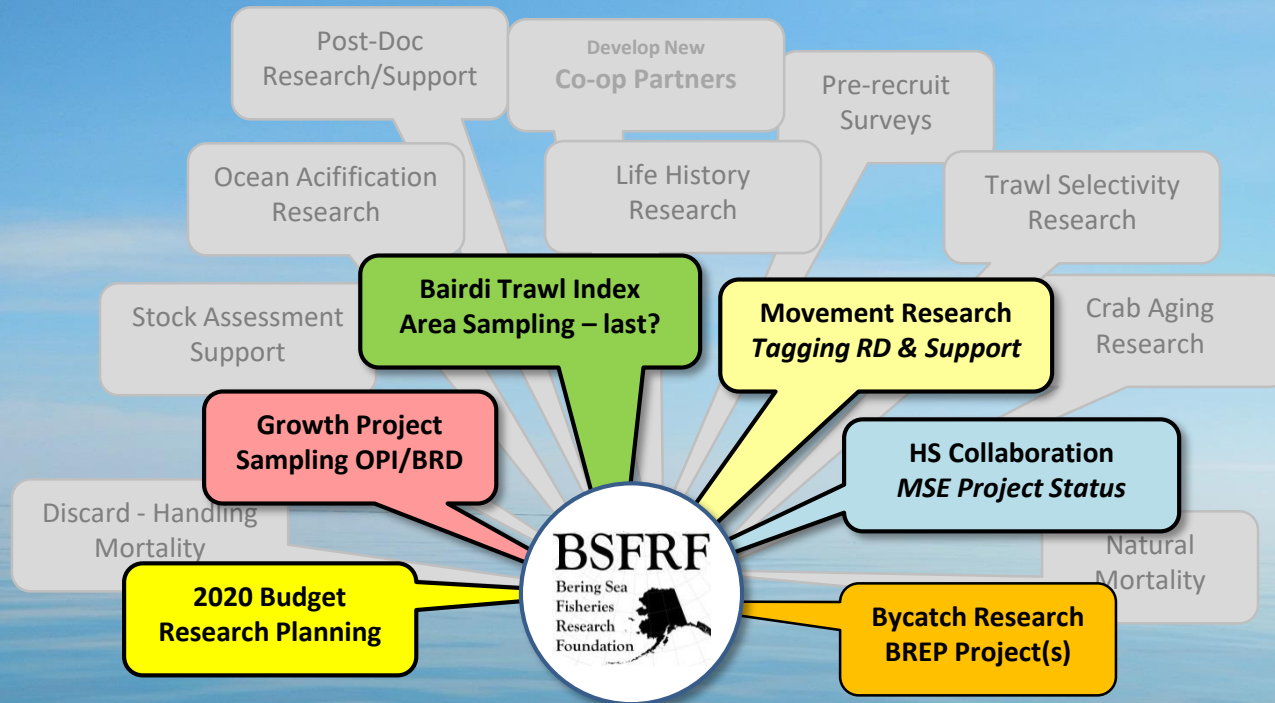 Post-Doc
Research/Support
Develop New
Co-op Partners
Pre-recruit
Surveys
Ocean Acifification
Research
Life History
Research
Trawl Selectivity
Research
Stock Assessment
Support
Bairdi Trawl Index
Area Sampling – last?
Movement Research
Tagging RD & Support
Crab Aging
Research
Growth Project
Sampling OPI/BRD
HS Collaboration
MSE Project Status
Discard - Handling
Mortality
Natural
Mortality
2020 Budget
Research Planning
BSFRF
Bering Sea
Fisheries
Research
Foundation
Bycatch Research
BREP Project(s)